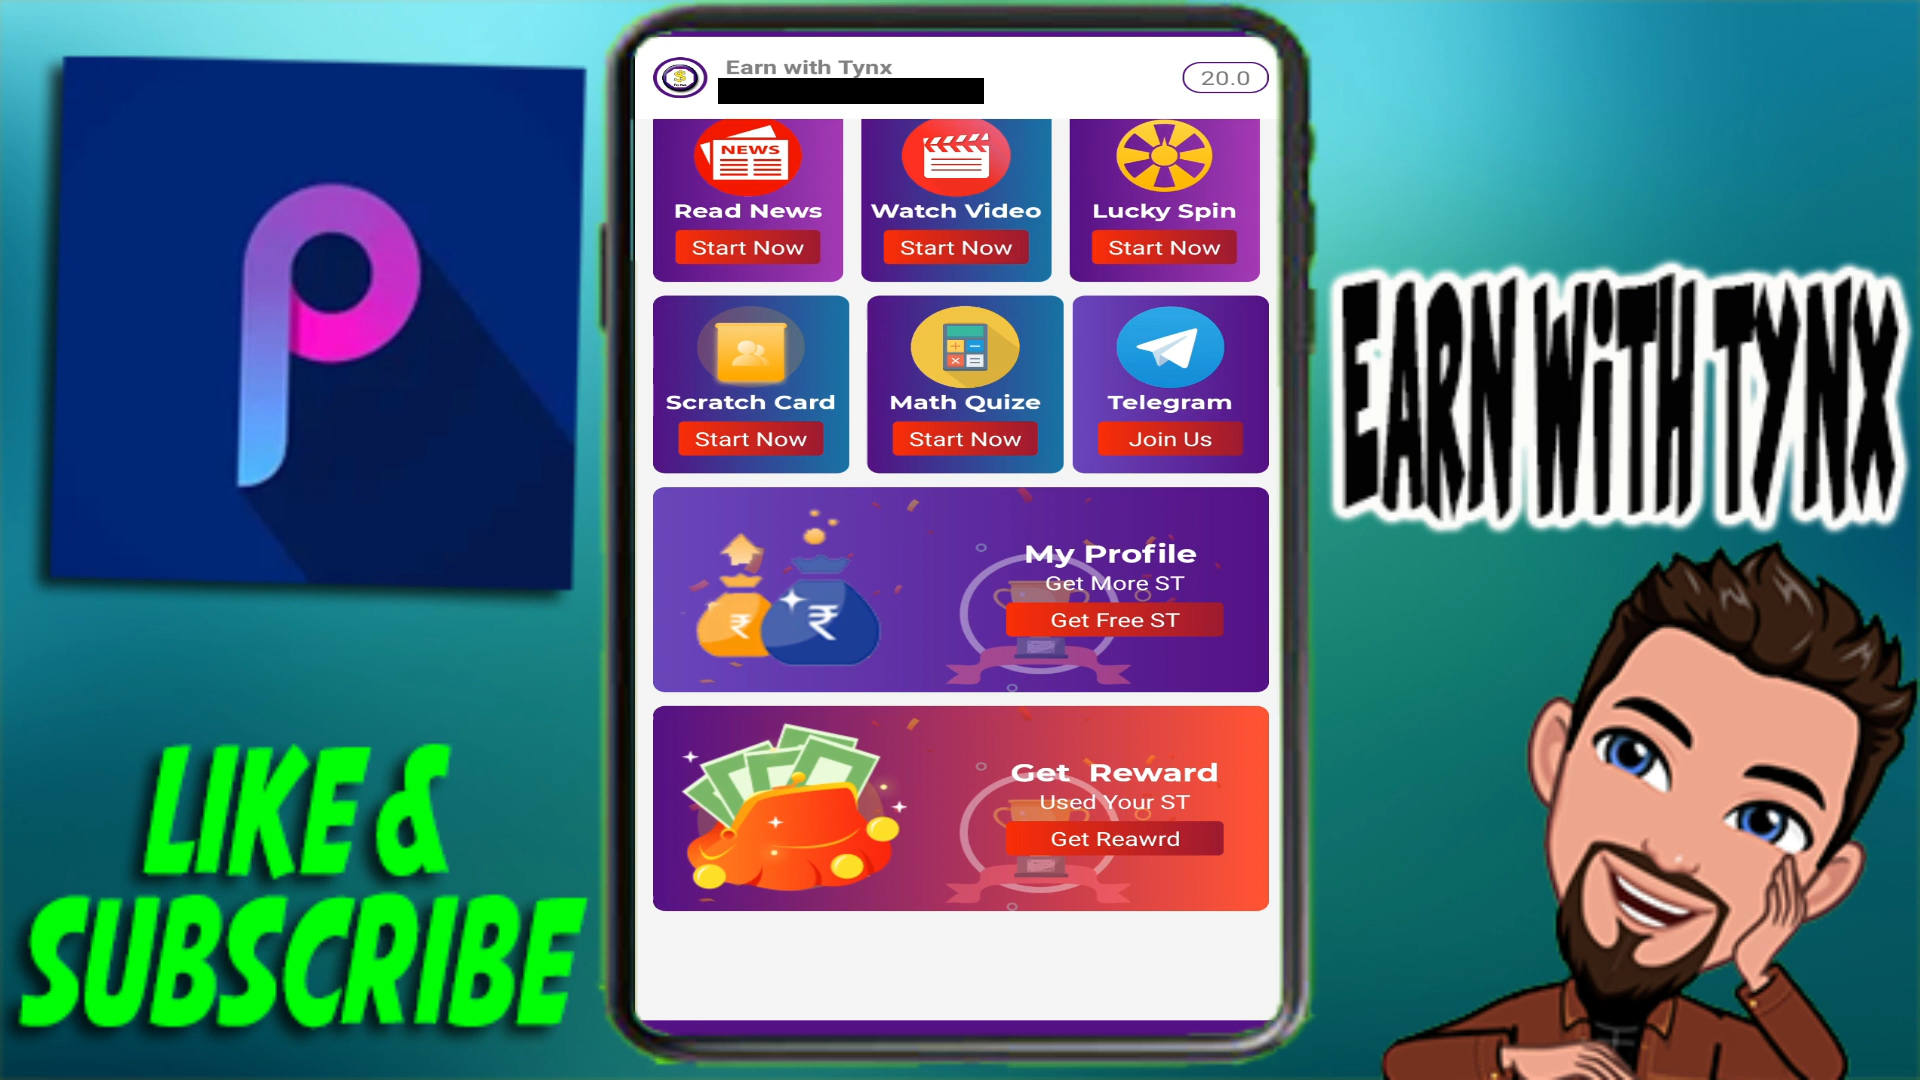 Earn with Tynx
20.0
NEWS
Read News
Watch Video
Lucky Spin
Start Now
Start Now
Start Now
Scratch Card
Math Quize
Telegram
Start Now
Start Now
Join Us
My Profile
Get More ST
Get Free ST
Get Reward
Used Your ST
Get Reawrd
EARN WiTH TYNX
LIKE &
SUBSCRIBE